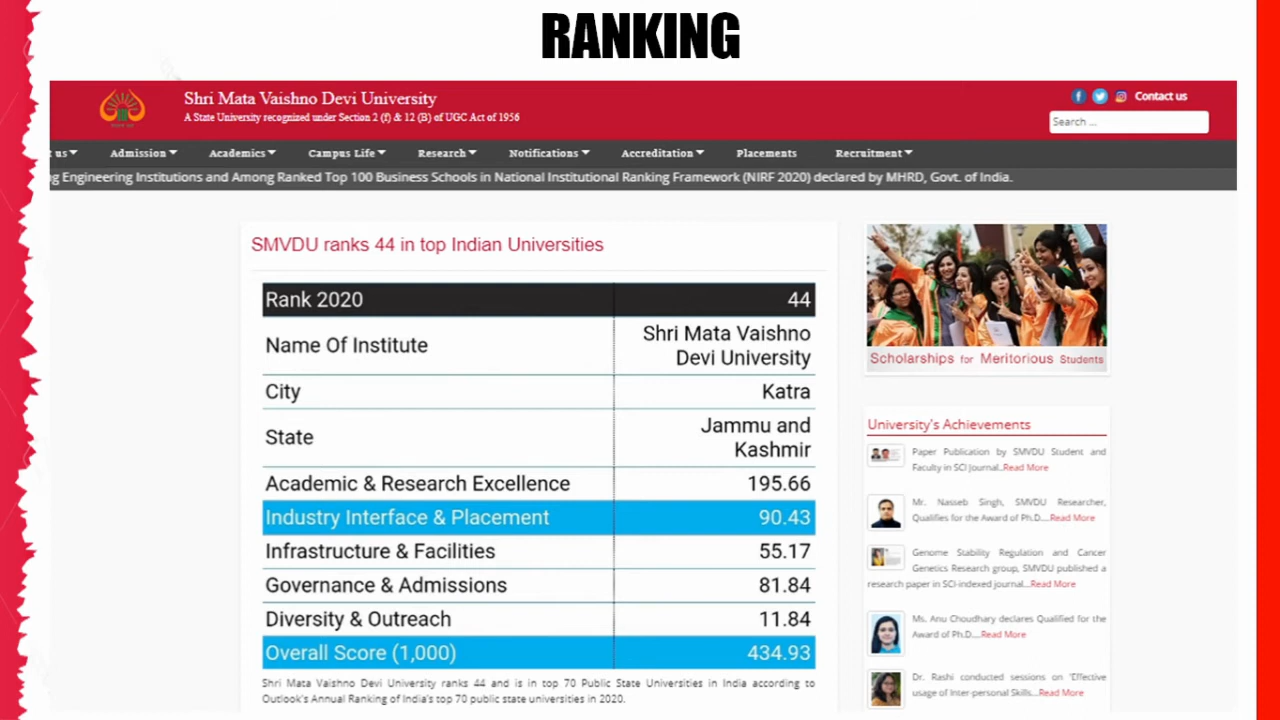 RANKING
Shri Mata Vaishno Devi University
A State University recognized under Section 2 (f) & 12 (B) of UGC Act of 1956
Contact us
Search ...
us Admission Academics Campus Life Research Notifications Accreditation Placements Recruitment
g Engineering Institutions and Among Ranked Top 100 Business Schools in National Institutional Ranking Framework (NIRF 2020) declared by MHRD, Govt. of India.
SMVDU ranks 44 in top Indian Universities
Rank 2020 44
Name Of Institute Shri Mata Vaishno
Devi University
City Katra
State Jammu and
Kashmir
Academic & Research Excellence 195.66
Industry Interface & Placement 90.43
Infrastructure & Facilities 55.17
Governance & Admissions 81.84
Diversity & Outreach 11.84
Overall Score (1,000) 434.93
Shri Mata Vaishno Devi University ranks 44 and is in top 70 Public State Universities in India according to
Outlook's Annual Ranking of India's top 70 public state universities in 2020.
Scholarships for Meritorious Students
University's Achievements
Paper Publication by SMVDU Student and
Faculty in SCI Journal..Read More
Mr. Nasseb Singh, SMVDU Researcher,
Qualifies for the Award of Ph.D....Read More
Genome Stability Regulation and Cancer
Genetics Research group, SMVDU published a
research paper in SCI-indexed journal...Read More
Ms. Anu Choudhary declares Qualified for the
Award of Ph.D....Read More
Dr. Rashi conducted sessions on 'Effective
usage of Inter-personal Skills...Read More